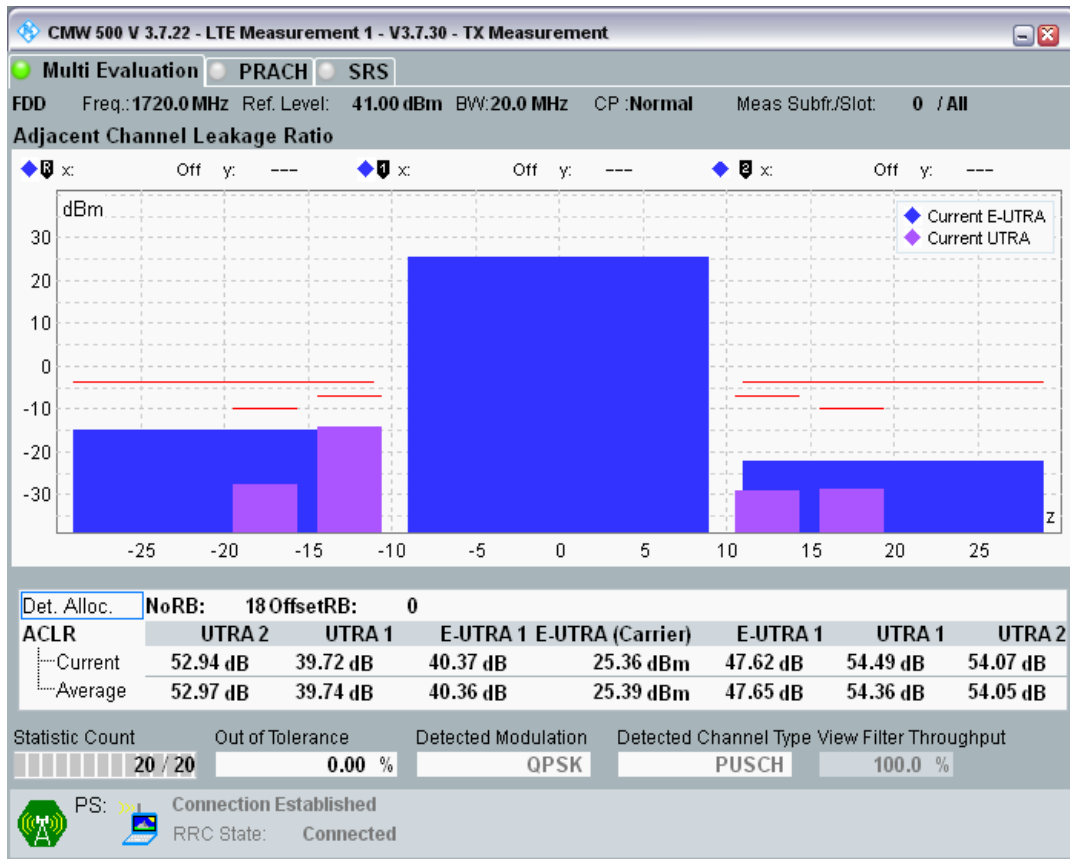 CMW 500 V 3.7.22 - LTE Measurement 1 - V3.7.30 - TX Measurement
Multi Evaluation PRACH SRS
FDD Freq.: 1720.0 MHz Ref. Level: 41.00 dBm BW: 20.0 MHz CP :Normal Meas Subfr./Slot: 0 / All
Adjacent Channel Leakage Ratio
R x: Off y: --- 1 x: Off y: --- 2 x: Off y: ---
dBm
Current E-UTRA
Current UTRA
30
20
10
0
-10
-20
-30
z
-25 -20 -15 -10 -5 0 5 10 15 20 25
Det. Alloc. NoRB: 18 OffsetRB: 0
ACLR UTRA 2 UTRA 1 E-UTRA 1 E-UTRA (Carrier) E-UTRA 1 UTRA 1 UTRA 2
Current 52.94 dB 39.72 dB 40.37 dB 25.36 dBm 47.62 dB 54.49 dB 54.07 dB
Average 52.97 dB 39.74 dB 40.36 dB 25.39 dBm 47.65 dB 54.36 dB 54.05 dB
Statistic Count Out of Tolerance Detected Modulation Detected Channel Type View Filter Throughput
20 / 20 0.00 % QPSK PUSCH 100.0 %
PS: Connection Established
RRC State: Connected